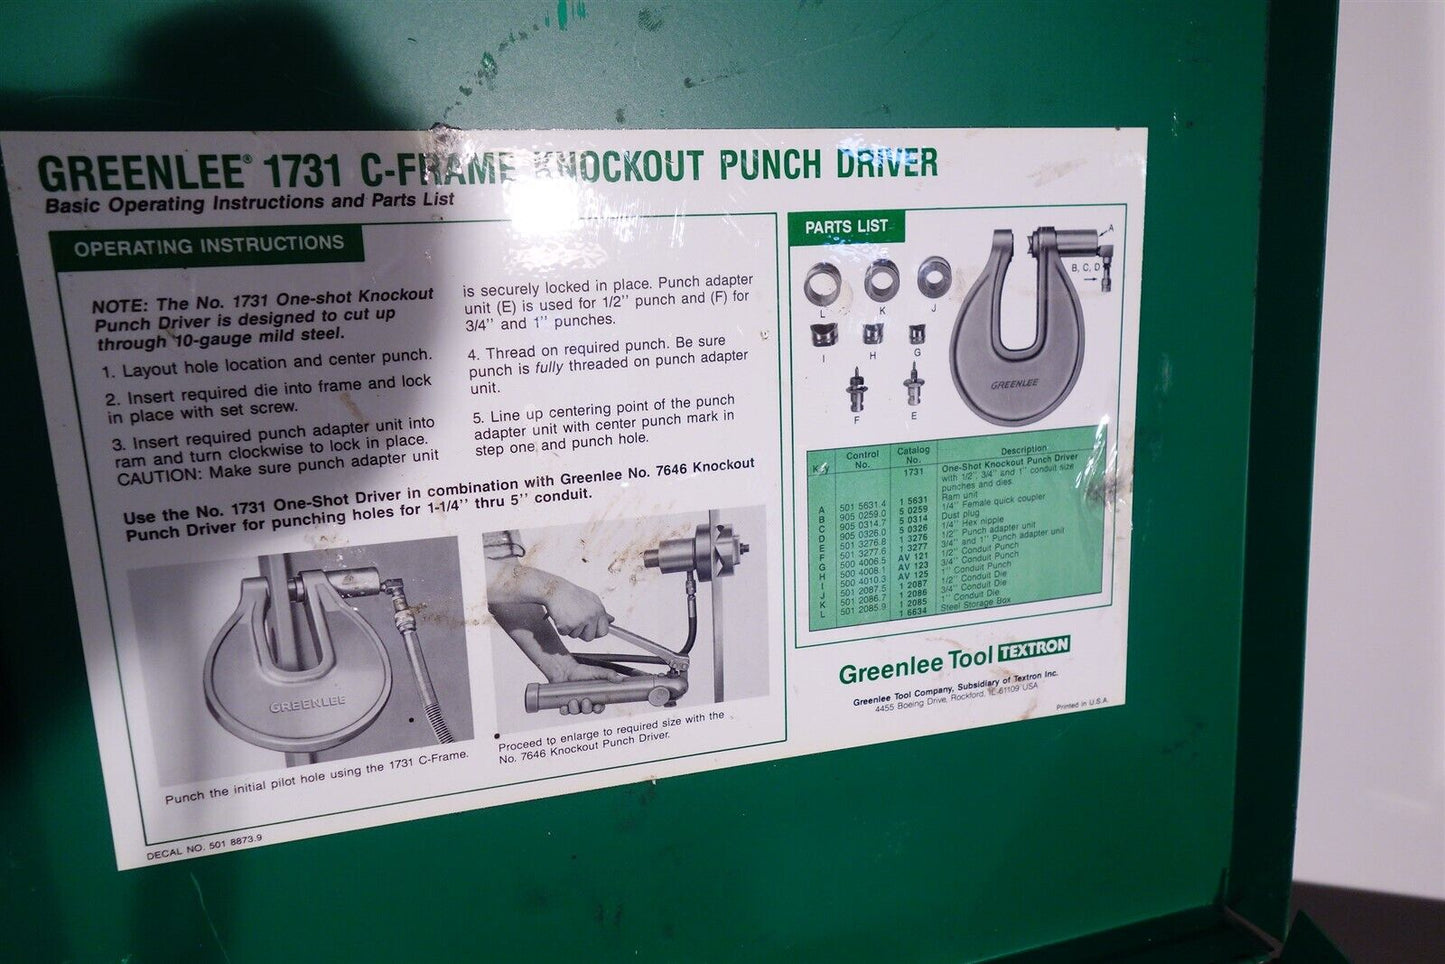 GREENLEE® 1731 C-FRAME KNOCKOUT PUNCH DRIVER
Basic Operating Instructions and Parts List
OPERATING INSTRUCTIONS
NOTE: The No. 1731 One-shot Knockout
Punch Driver is designed to cut up
through 10-gauge mild steel.
1. Layout hole location and center punch.
2. Insert required die into frame and lock
in place with set screw.
3. Insert required punch adapter unit into
ram and turn clockwise to lock in place.
CAUTION: Make sure punch adapter unit
is securely locked in place. Punch adapter
unit (E) is used for 1/2'' punch and (F) for
3/4'' and 1'' punches.
4. Thread on required punch. Be sure
punch is fully threaded on punch adapter
unit.
5. Line up centering point of the punch
adapter unit with center punch mark in
step one and punch hole.
Use the No. 1731 One-Shot Driver in combination with Greenlee No. 7646 Knockout
Punch Driver for punching holes for 1-1/4'' thru 5'' conduit.
GREENLEE
Punch the initial pilot hole using the 1731 C-Frame.
Proceed to enlarge to required size with the
No. 7646 Knockout Punch Driver.
DECAL NO. 501 8873.9
PARTS LIST
A
B, C, D
L K J
I H G
F E
GREENLEE
Key Control No. Catalog No. Description
1731 One-Shot Knockout Punch Driver
with 1/2'' 3/4'' and 1'' conduit size
punches and dies
A 501 5631.4 1 5631 Ram unit
B 905 0259.0 5 0259 1/4'' Female quick coupler
C 905 0314.7 5 0314 Dust plug
D 905 0326.0 5 0326 1/4'' Hex nipple
E 501 3276.8 1 3276 1/2'' Punch adapter unit
F 501 3277.6 1 3277 3/4'' and 1'' Punch adapter unit
G 500 4006.5 AV 121 1/2'' Conduit Punch
H 500 4008.1 AV 123 3/4'' Conduit Punch
I 500 4010.3 AV 125 1'' Conduit Punch
J 501 2087.5 1 2087 1/2'' Conduit Die
K 501 2086.7 1 2086 3/4'' Conduit Die
L 501 2085.9 1 2085 1'' Conduit Die
1 6634 Steel Storage Box
Greenlee Tool TEXTRON
Greenlee Tool Company, Subsidiary of Textron Inc.
4455 Boeing Drive, Rockford, IL 61109 USA
Printed in U.S.A.